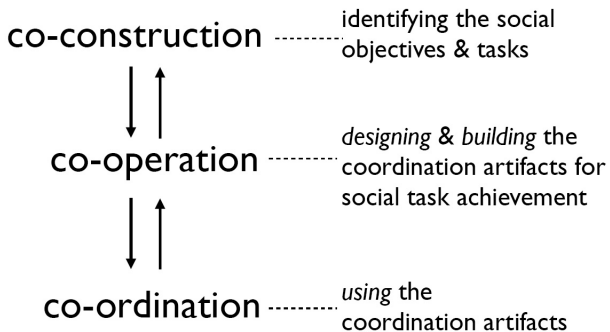 co-construction
identifying the social
objectives & tasks
co-operation
designing & building the
coordination artifacts for
social task achievement
co-ordination
using the
coordination artifacts